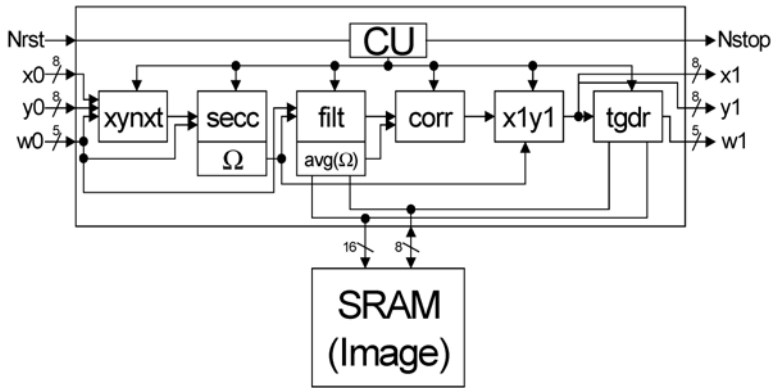 Nrst CU Nstop
x0 8 8 x1
y0 8 xynxt secc filt corr x1y1 tgdr 8 y1
w0 5 Ω avg(Ω) 5 w1
16 8
SRAM
(Image)